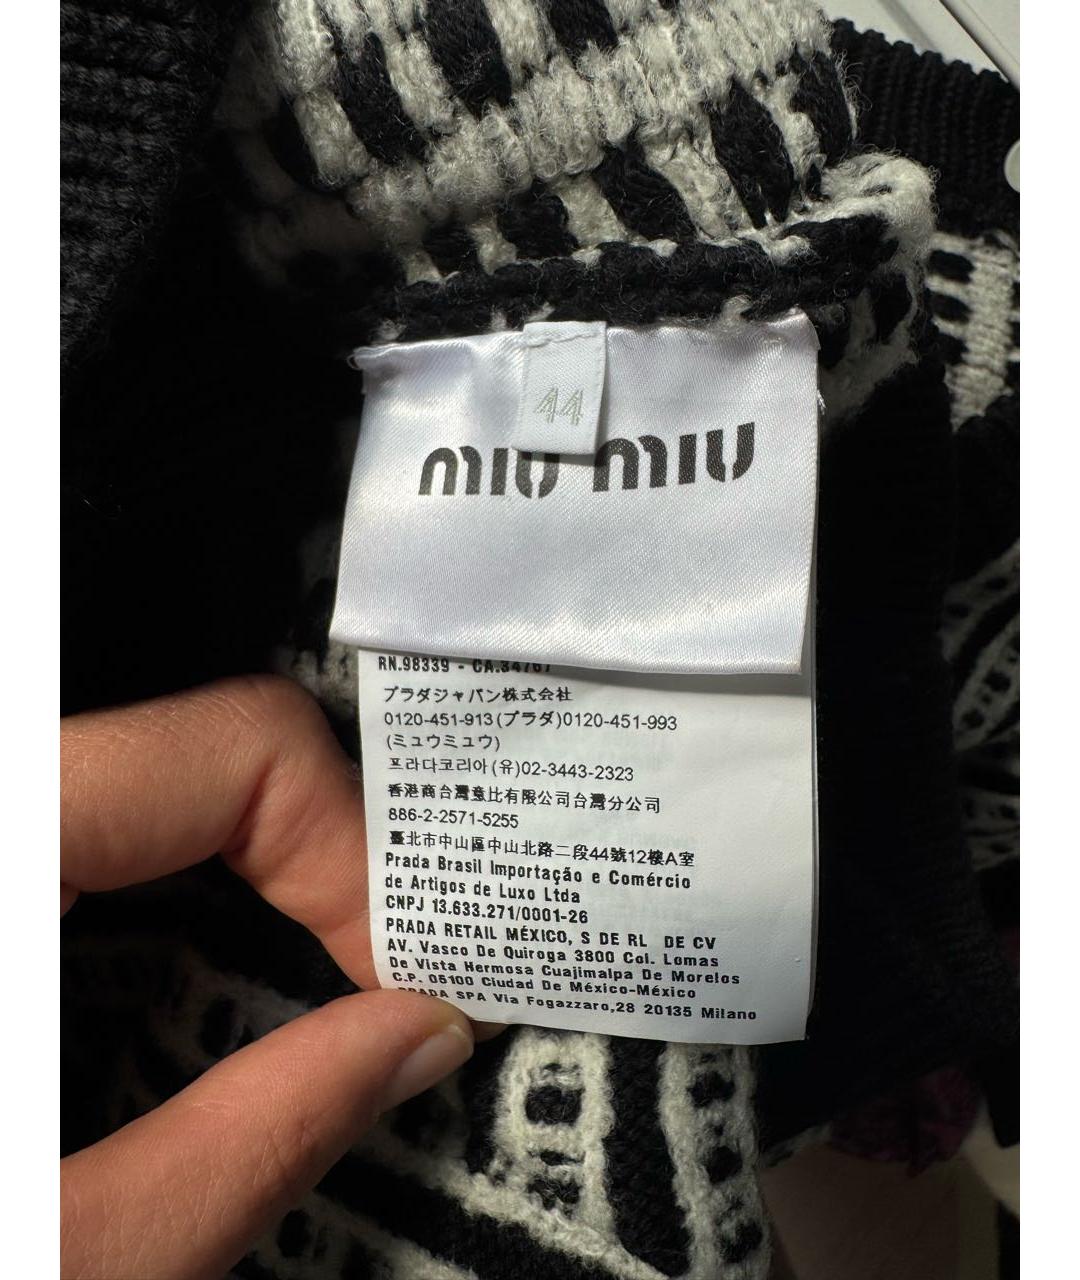 44
miu miu
RN.98339 - CA.34767
プラダジャパン株式会社
0120-451-913(プラダ)0120-451-993
(ミュウミュウ)
프라다코리아(유)02-3443-2323
香港商台灣意比有限公司台灣分公司
886-2-2571-5255
臺北市中山區中山北路二段44號12樓A室
Prada Brasil Importação e Comércio
de Artigos de Luxo Ltda
CNPJ 13.633.271/0001-26
PRADA RETAIL MÉXICO, S DE RL DE CV
AV. Vasco De Quiroga 3800 Col. Lomas
De Vista Hermosa Cuajimalpa De Morelos
C.P. 05100 Ciudad De México-México
PRADA SPA Via Fogazzaro,28 20135 Milano